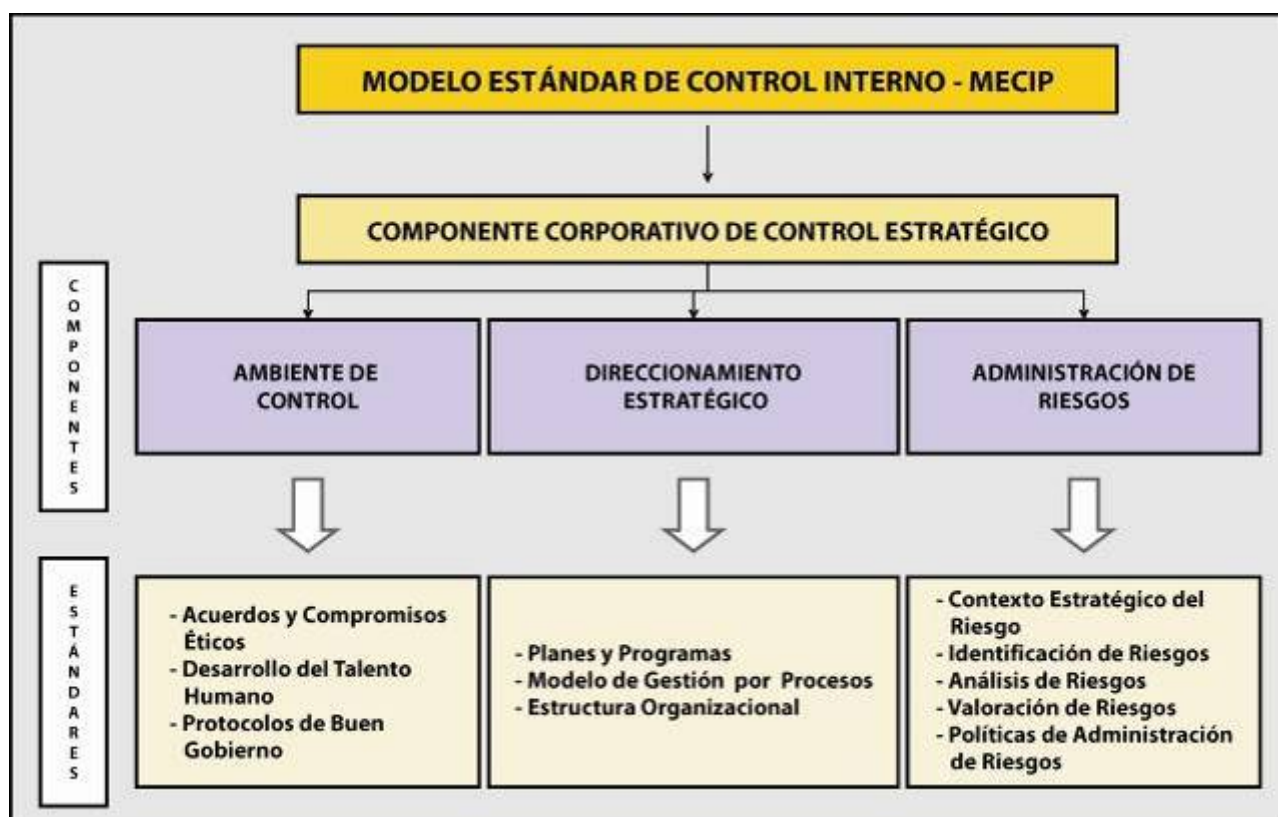 MODELO ESTÁNDAR DE CONTROL INTERNO - MECIP
COMPONENTE CORPORATIVO DE CONTROL ESTRATÉGICO
COMPONENTES
AMBIENTE DE
CONTROL
DIRECCIONAMIENTO
ESTRATÉGICO
ADMINISTRACIÓN DE
RIESGOS
ESTÁNDARES
- Acuerdos y Compromisos
Éticos
- Desarrollo del Talento
Humano
- Protocolos de Buen
Gobierno
- Planes y Programas
- Modelo de Gestión por Procesos
- Estructura Organizacional
- Contexto Estratégico del
Riesgo
- Identificación de Riesgos
- Análisis de Riesgos
- Valoración de Riesgos
- Políticas de Administración
de Riesgos